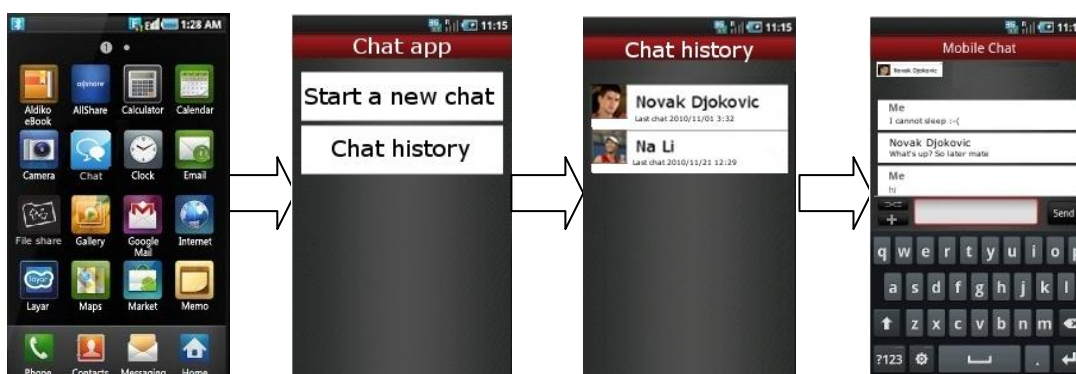 1:28 AM
1
Aldiko eBook
AllShare
Calculator
Calendar
Camera
Chat
Clock
Email
File share
Gallery
Google Mail
Internet
Layar
Maps
Market
Memo
Phone
Contacts
Messaging
Home
11:15
Chat app
Start a new chat
Chat history
11:15
Chat history
Novak Djokovic
Last chat 2010/11/01 3:32
Na Li
Last chat 2010/11/21 12:29
Mobile Chat
Novak Djokovic
Me
I cannot sleep :-(
Novak Djokovic
What's up? So later mate
Me
hi
Send
q w e r t y u i o p
a s d f g h j k l
z x c v b n m
?123 .